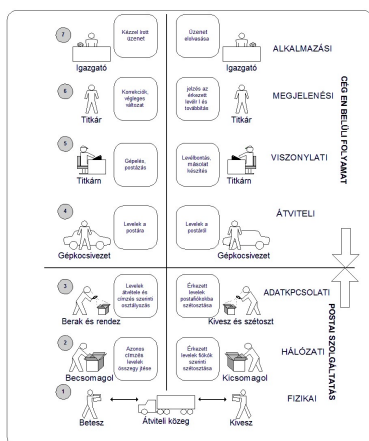 7
Kézzel írott
üzenet
Üzenet
elolvasása
Igazgató
Igazgató
ALKALMAZÁSI
6
Korrekciók,
végleges
változat
jelzés az
érkezett
levélr l és
továbbítás
Titkár
Titkár
MEGJELENÉSI
5
Gépelés,
postázás
Levélbontás,
másolat
készítés
Titkárn
Titkárn
VISZONYLATI
4
Levelek a
postára
Levelek a
postáról
Gépkocsivezet
Gépkocsivezet
ÁTVITELI
CÉG EN BELÜLI FOLYAMAT
3
Levelek
átvétele és
címzés szerinti
osztályozás
Érkezett
levelek
postafiókokba
szétosztása
Berak és rendez
Kivesz és szétoszt
ADATKPCSOLATI
2
Azonos
címzés
levelek
összegy jtése
Érkezett
levelek fiókók
szerinti
szétosztása
Becsomagol
Kicsomagol
HÁLÓZATI
1
Betesz
Átviteli közeg
Kivesz
FIZIKAI
POSTAI SZOLGÁLTATÁS